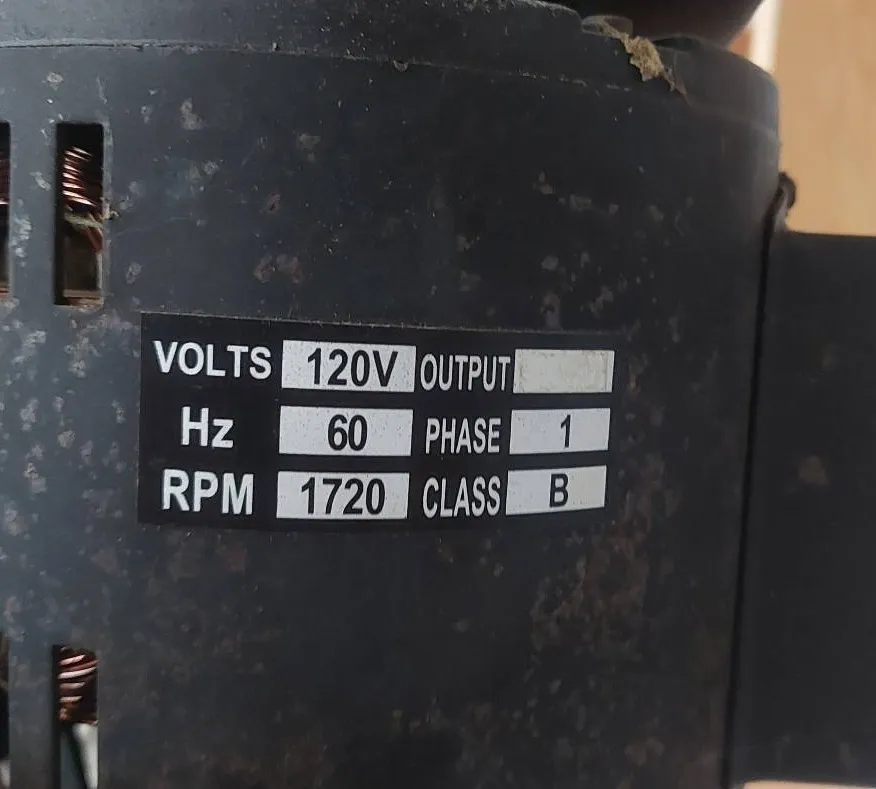 VOLTS 120V OUTPUT
Hz 60 PHASE 1
RPM 1720 CLASS B